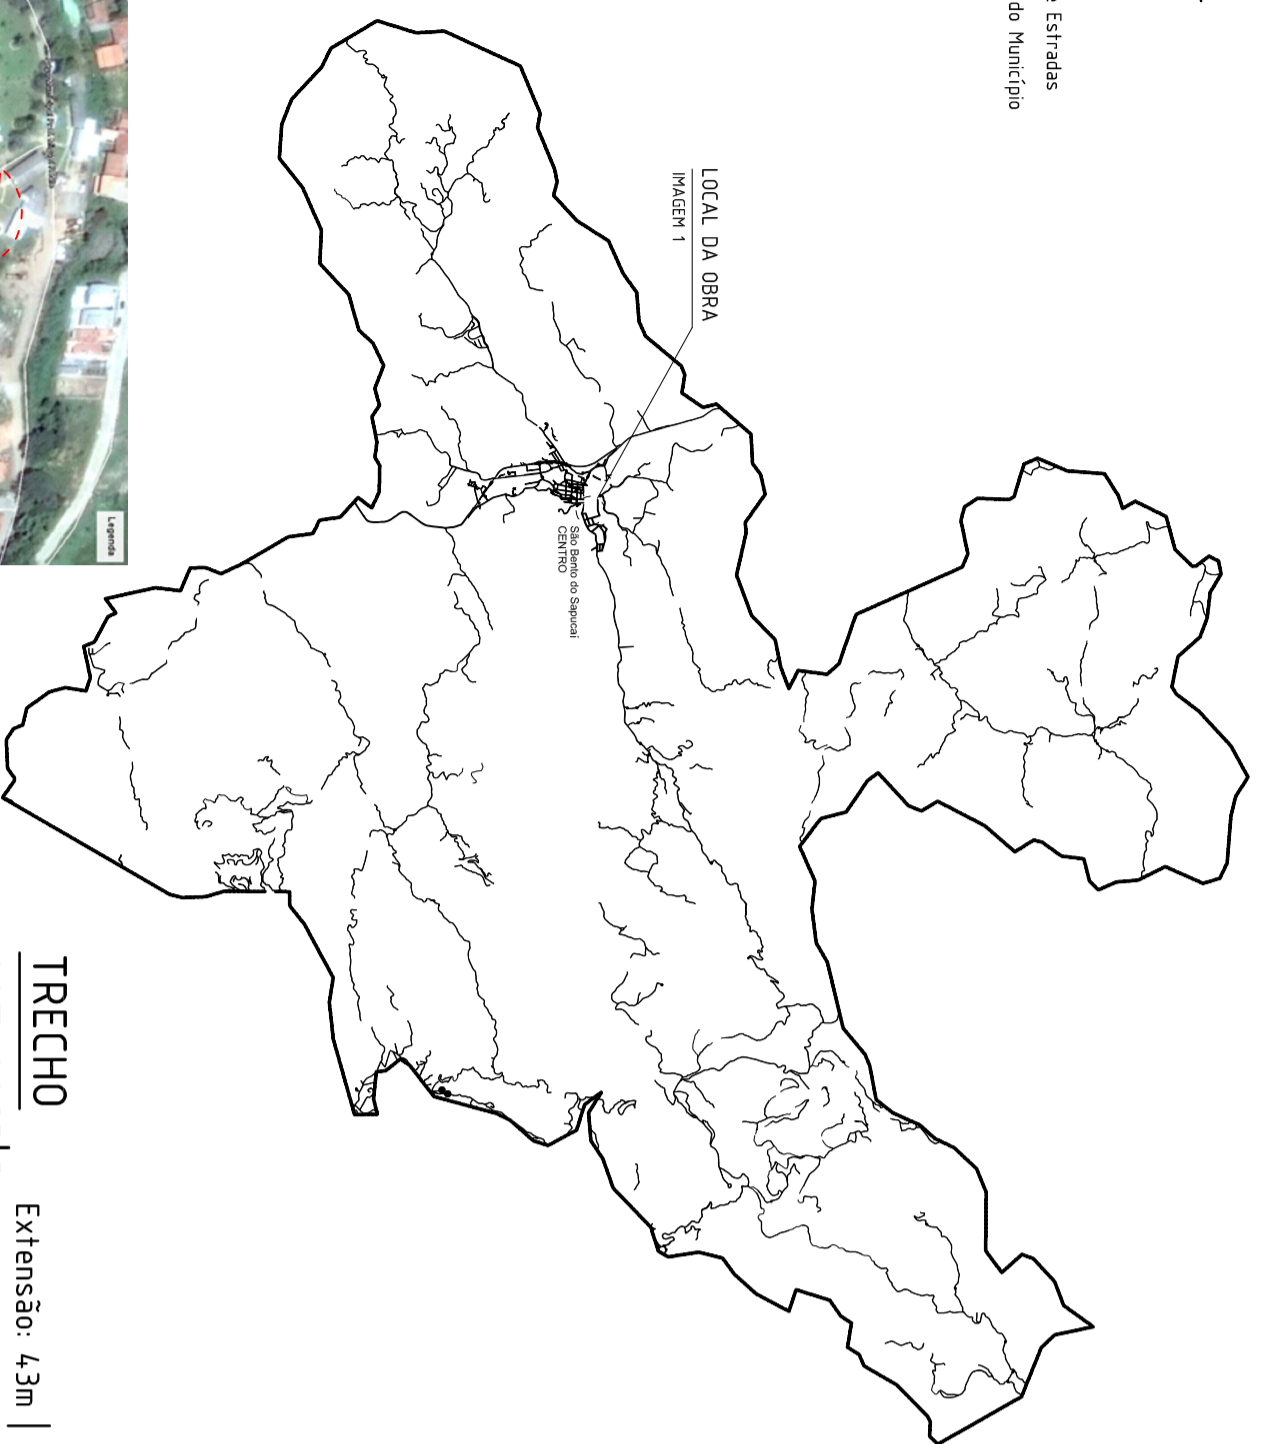 Estradas
do Município
LOCAL DA OBRA
IMAGEM 1
São Bento do Sapucaí
CENTRO
Legenda
TRECHO
Extensão: 43m